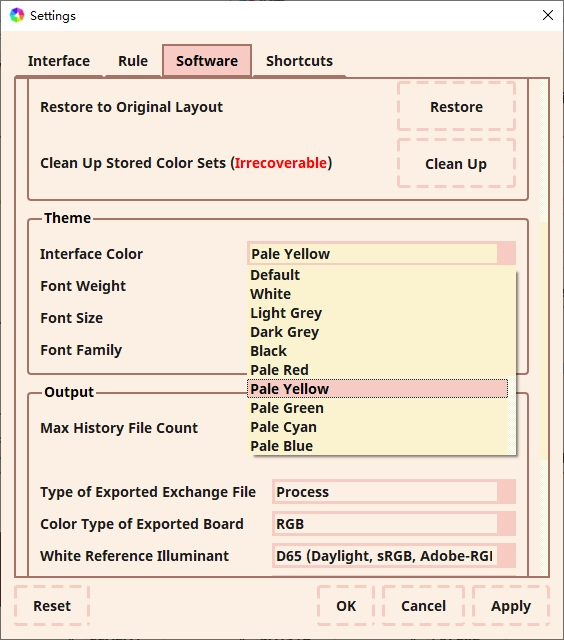 Settings
Interface Rule Software Shortcuts
Restore to Original Layout Restore
Clean Up Stored Color Sets (Irrecoverable) Clean Up
Theme
Interface Color Pale Yellow
Font Weight
Font Size
Font Family
Default
White
Light Grey
Dark Grey
Black
Pale Red
Pale Yellow
Pale Green
Pale Cyan
Pale Blue
Output
Max History File Count
Type of Exported Exchange File Process
Color Type of Exported Board RGB
White Reference Illuminant D65 (Daylight, sRGB, Adobe-RGI
Reset OK Cancel Apply